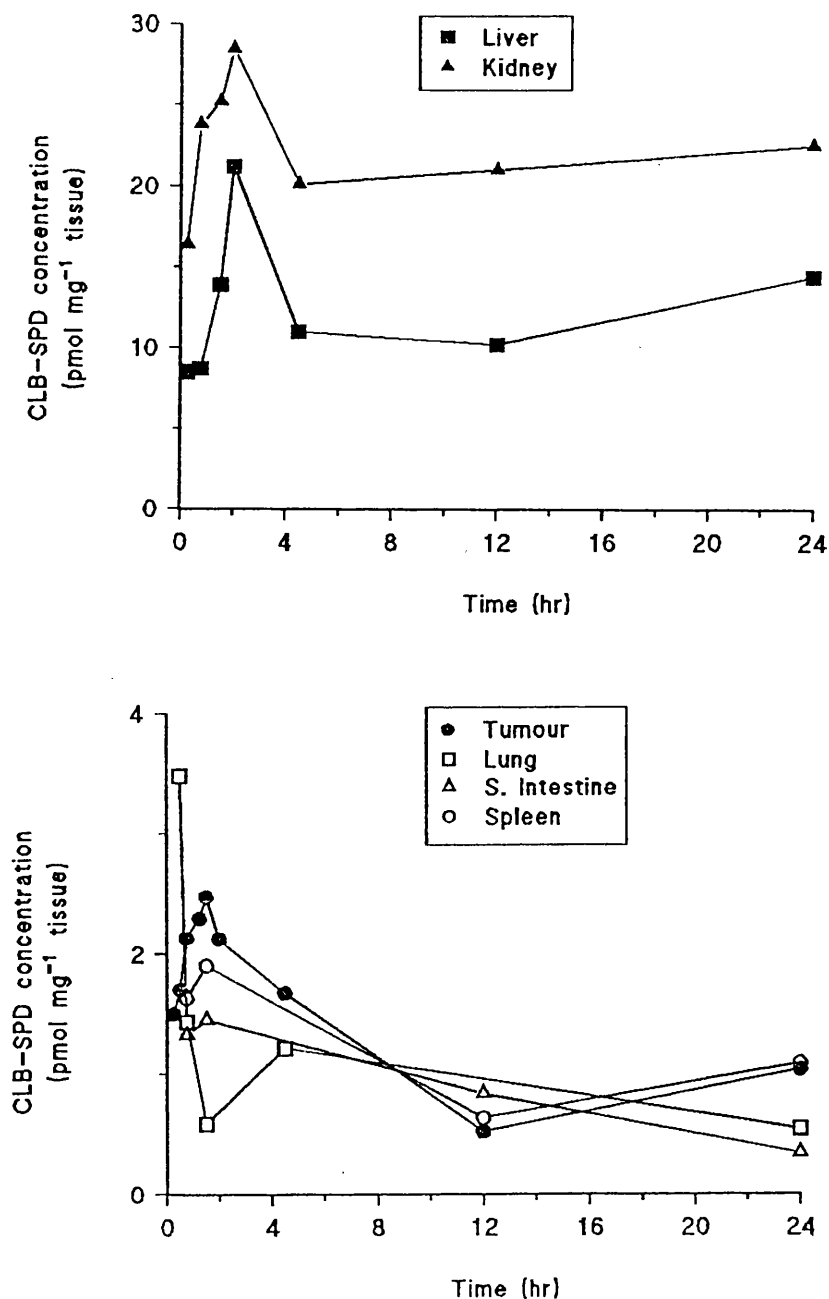 30
20
10
0
CLB-SPD concentration
(pmol mg⁻¹ tissue)
Liver
Kidney
0 4 8 12 16 20 24
Time (hr)
4
2
0
CLB-SPD concentration
(pmol mg⁻¹ tissue)
Tumour
Lung
S. Intestine
Spleen
0 4 8 12 16 20 24
Time (hr)